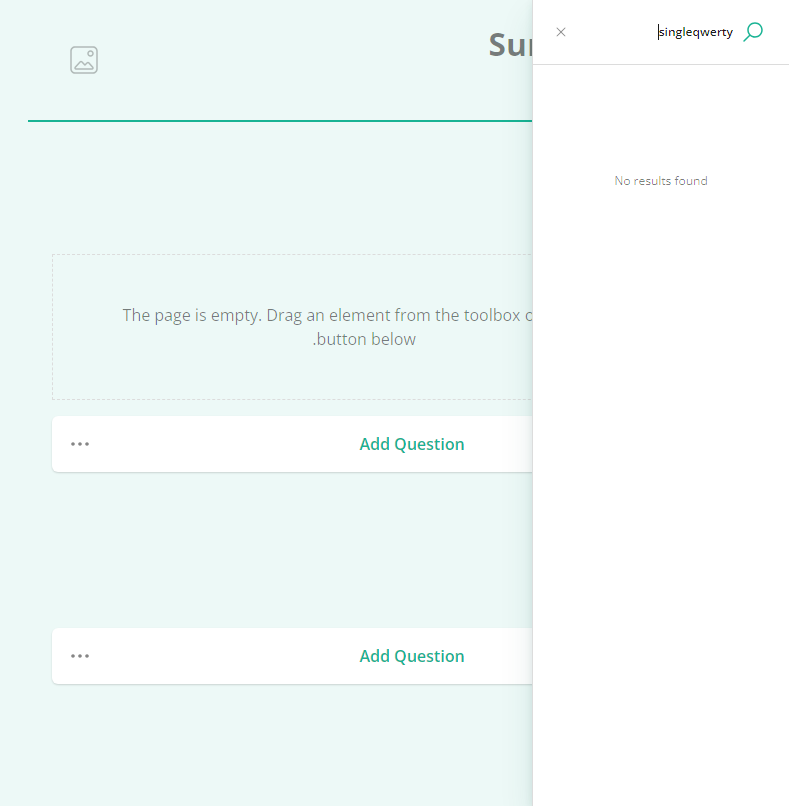 Sur
singleqwerty
No results found
The page is empty. Drag an element from the toolbox
.button below
Add Question
Add Question